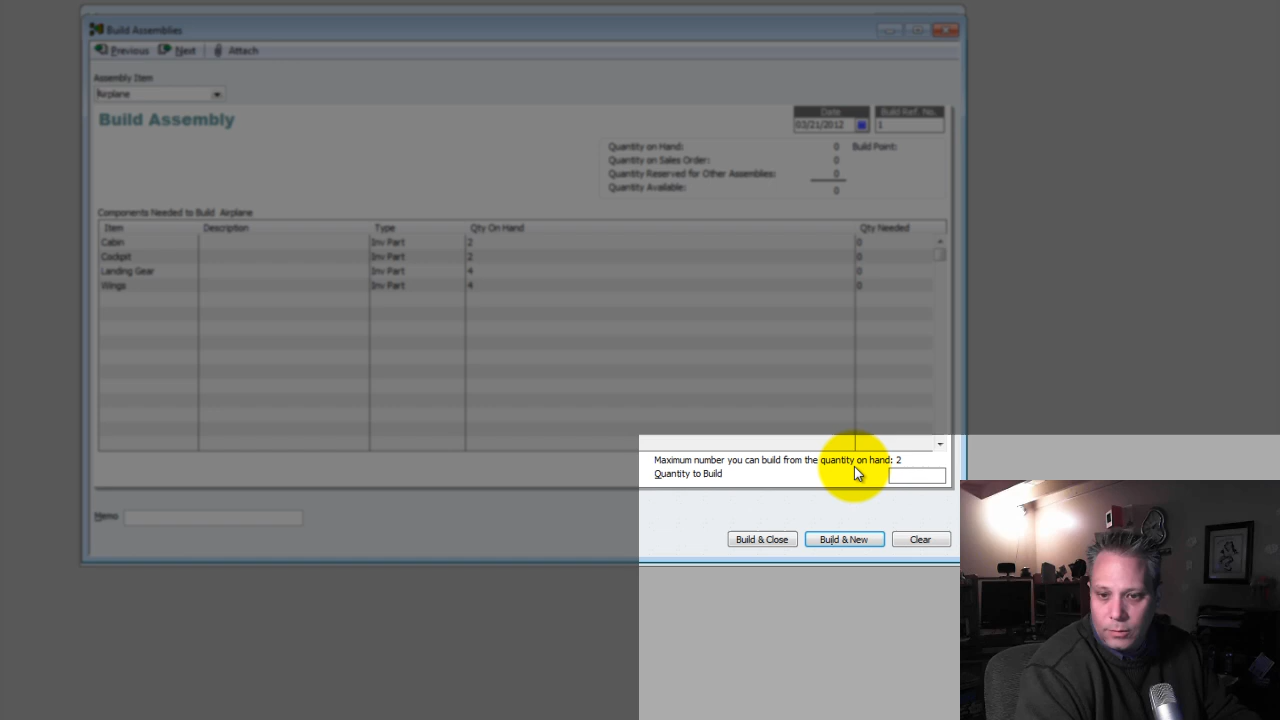 Build Assemblies
Previous Next Attach
Assembly Item
Airplane
Build Assembly
Date Build Ref. No.
03/21/2012 1
Quantity on Hand: 0 Build Point:
Quantity on Sales Order: 0
Quantity Reserved for Other Assemblies: 0
Quantity Available: 0
Components Needed to Build Airplane
Item Description Type Qty On Hand Qty Needed
Cabin Inv Part 2 0
Cockpit Inv Part 2 0
Landing Gear Inv Part 4 0
Wings Inv Part 4 0
Maximum number you can build from the quantity on hand: 2
Quantity to Build
Memo
Build & Close Build & New Clear